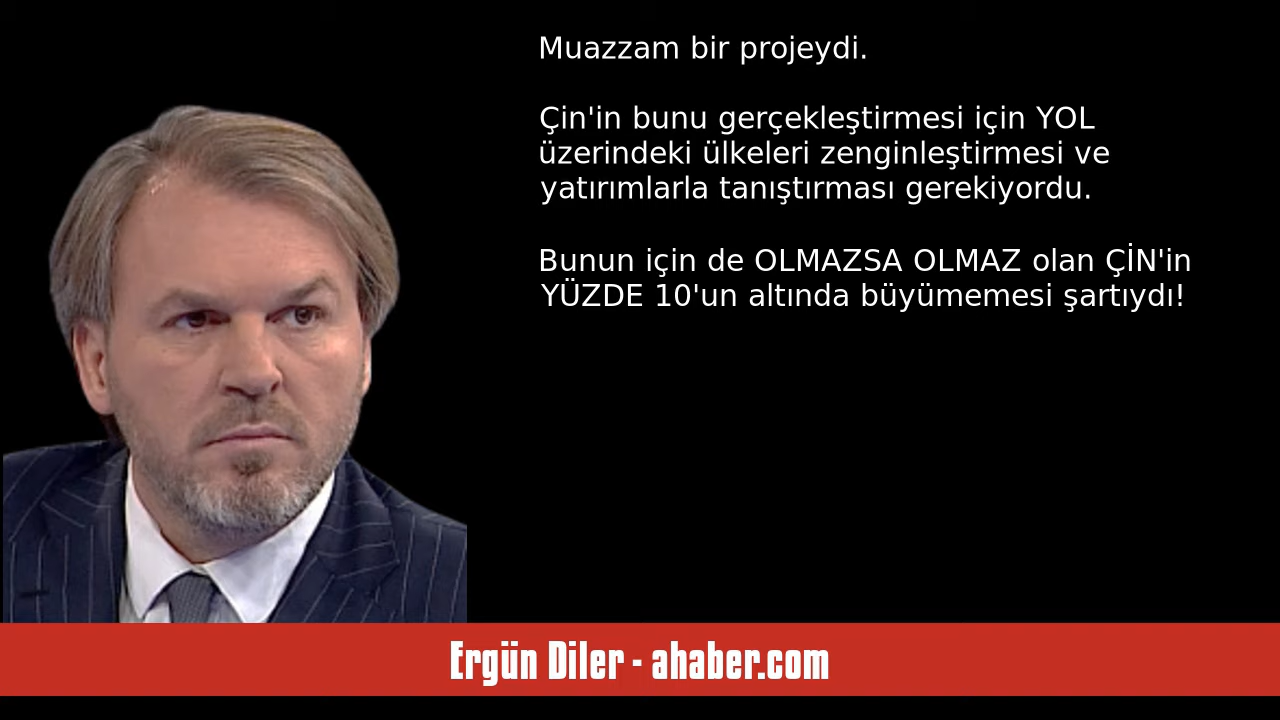 Muazzam bir projeydi.
Çin'in bunu gerçekleştirmesi için YOL
üzerindeki ülkeleri zenginleştirmesi ve
yatırımlarla tanıştırması gerekiyordu.
Bunun için de OLMAZSA OLMAZ olan ÇİN'in
YÜZDE 10'un altında büyümemesi şartıydı!
Ergün Diler - ahaber.com